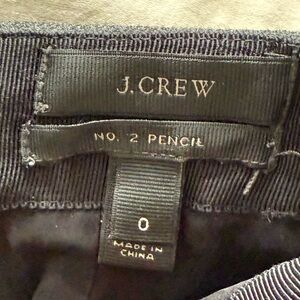 J.CREW
NO. 2 PENCIL
0
MADE IN
CHINA